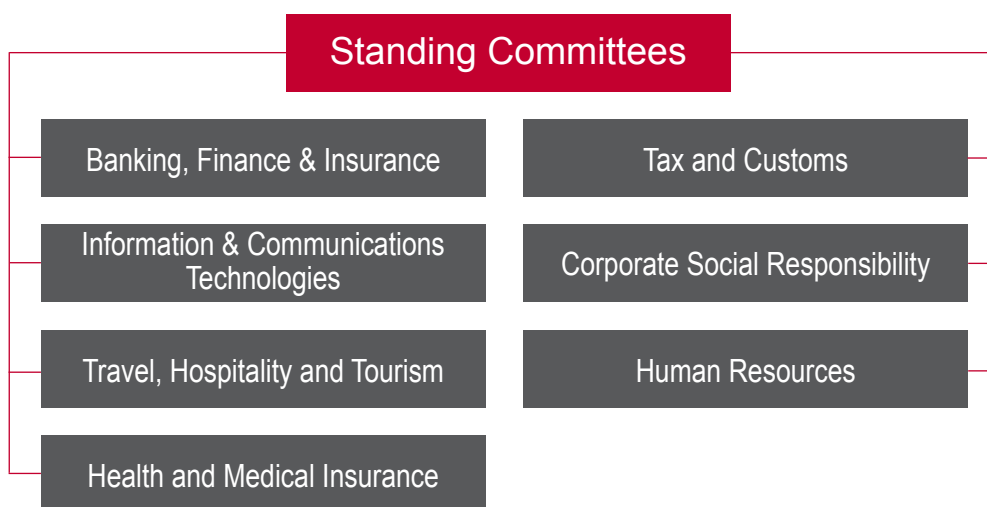 Standing Committees
Banking, Finance & Insurance
Tax and Customs
Information & Communications
Technologies
Corporate Social Responsibility
Travel, Hospitality and Tourism
Human Resources
Health and Medical Insurance